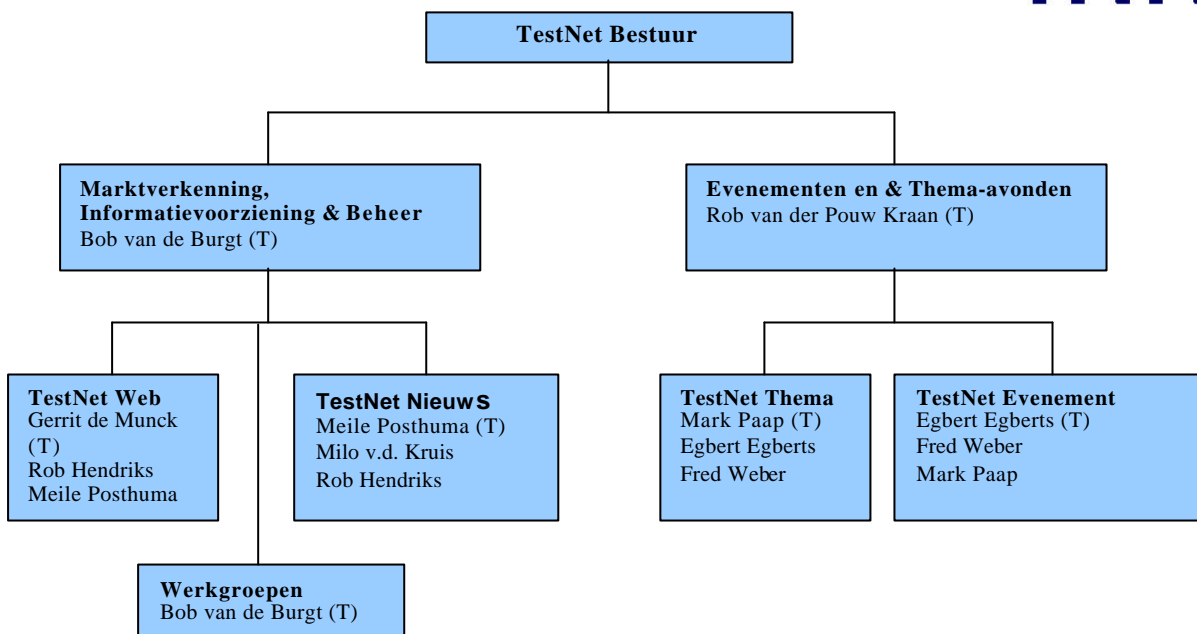 TestNet Bestuur
Marktverkenning,
Informatievoorziening & Beheer
Bob van de Burgt (T)
Evenementen en & Thema-avonden
Rob van der Pouw Kraan (T)
TestNet Web
Gerrit de Munck
(T)
Rob Hendriks
Meile Posthuma
TestNet Nieuws
Meile Posthuma (T)
Milo v.d. Kruis
Rob Hendriks
TestNet Thema
Mark Paap (T)
Egbert Egberts
Fred Weber
TestNet Evenement
Egbert Egberts (T)
Fred Weber
Mark Paap
Werkgroepen
Bob van de Burgt (T)